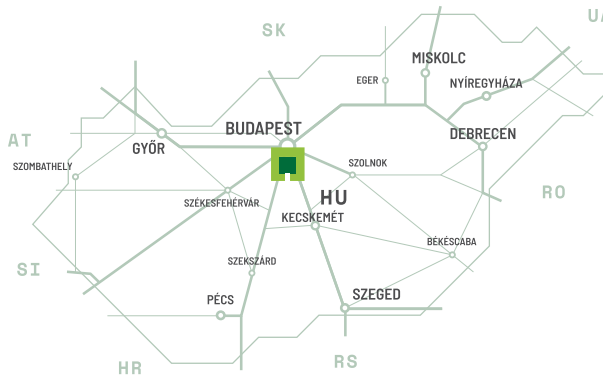 UA
SK
MISKOLC
EGER
NYÍREGYHÁZA
BUDAPEST
DEBRECEN
AT
GYŐR
SZOMBATHELY
SZOLNOK
HU
RO
SZÉKESFEHÉRVÁR
KECSKEMÉT
BÉKÉSCABA
SZEKSZÁRD
SI
PÉCS
SZEGED
HR
RS